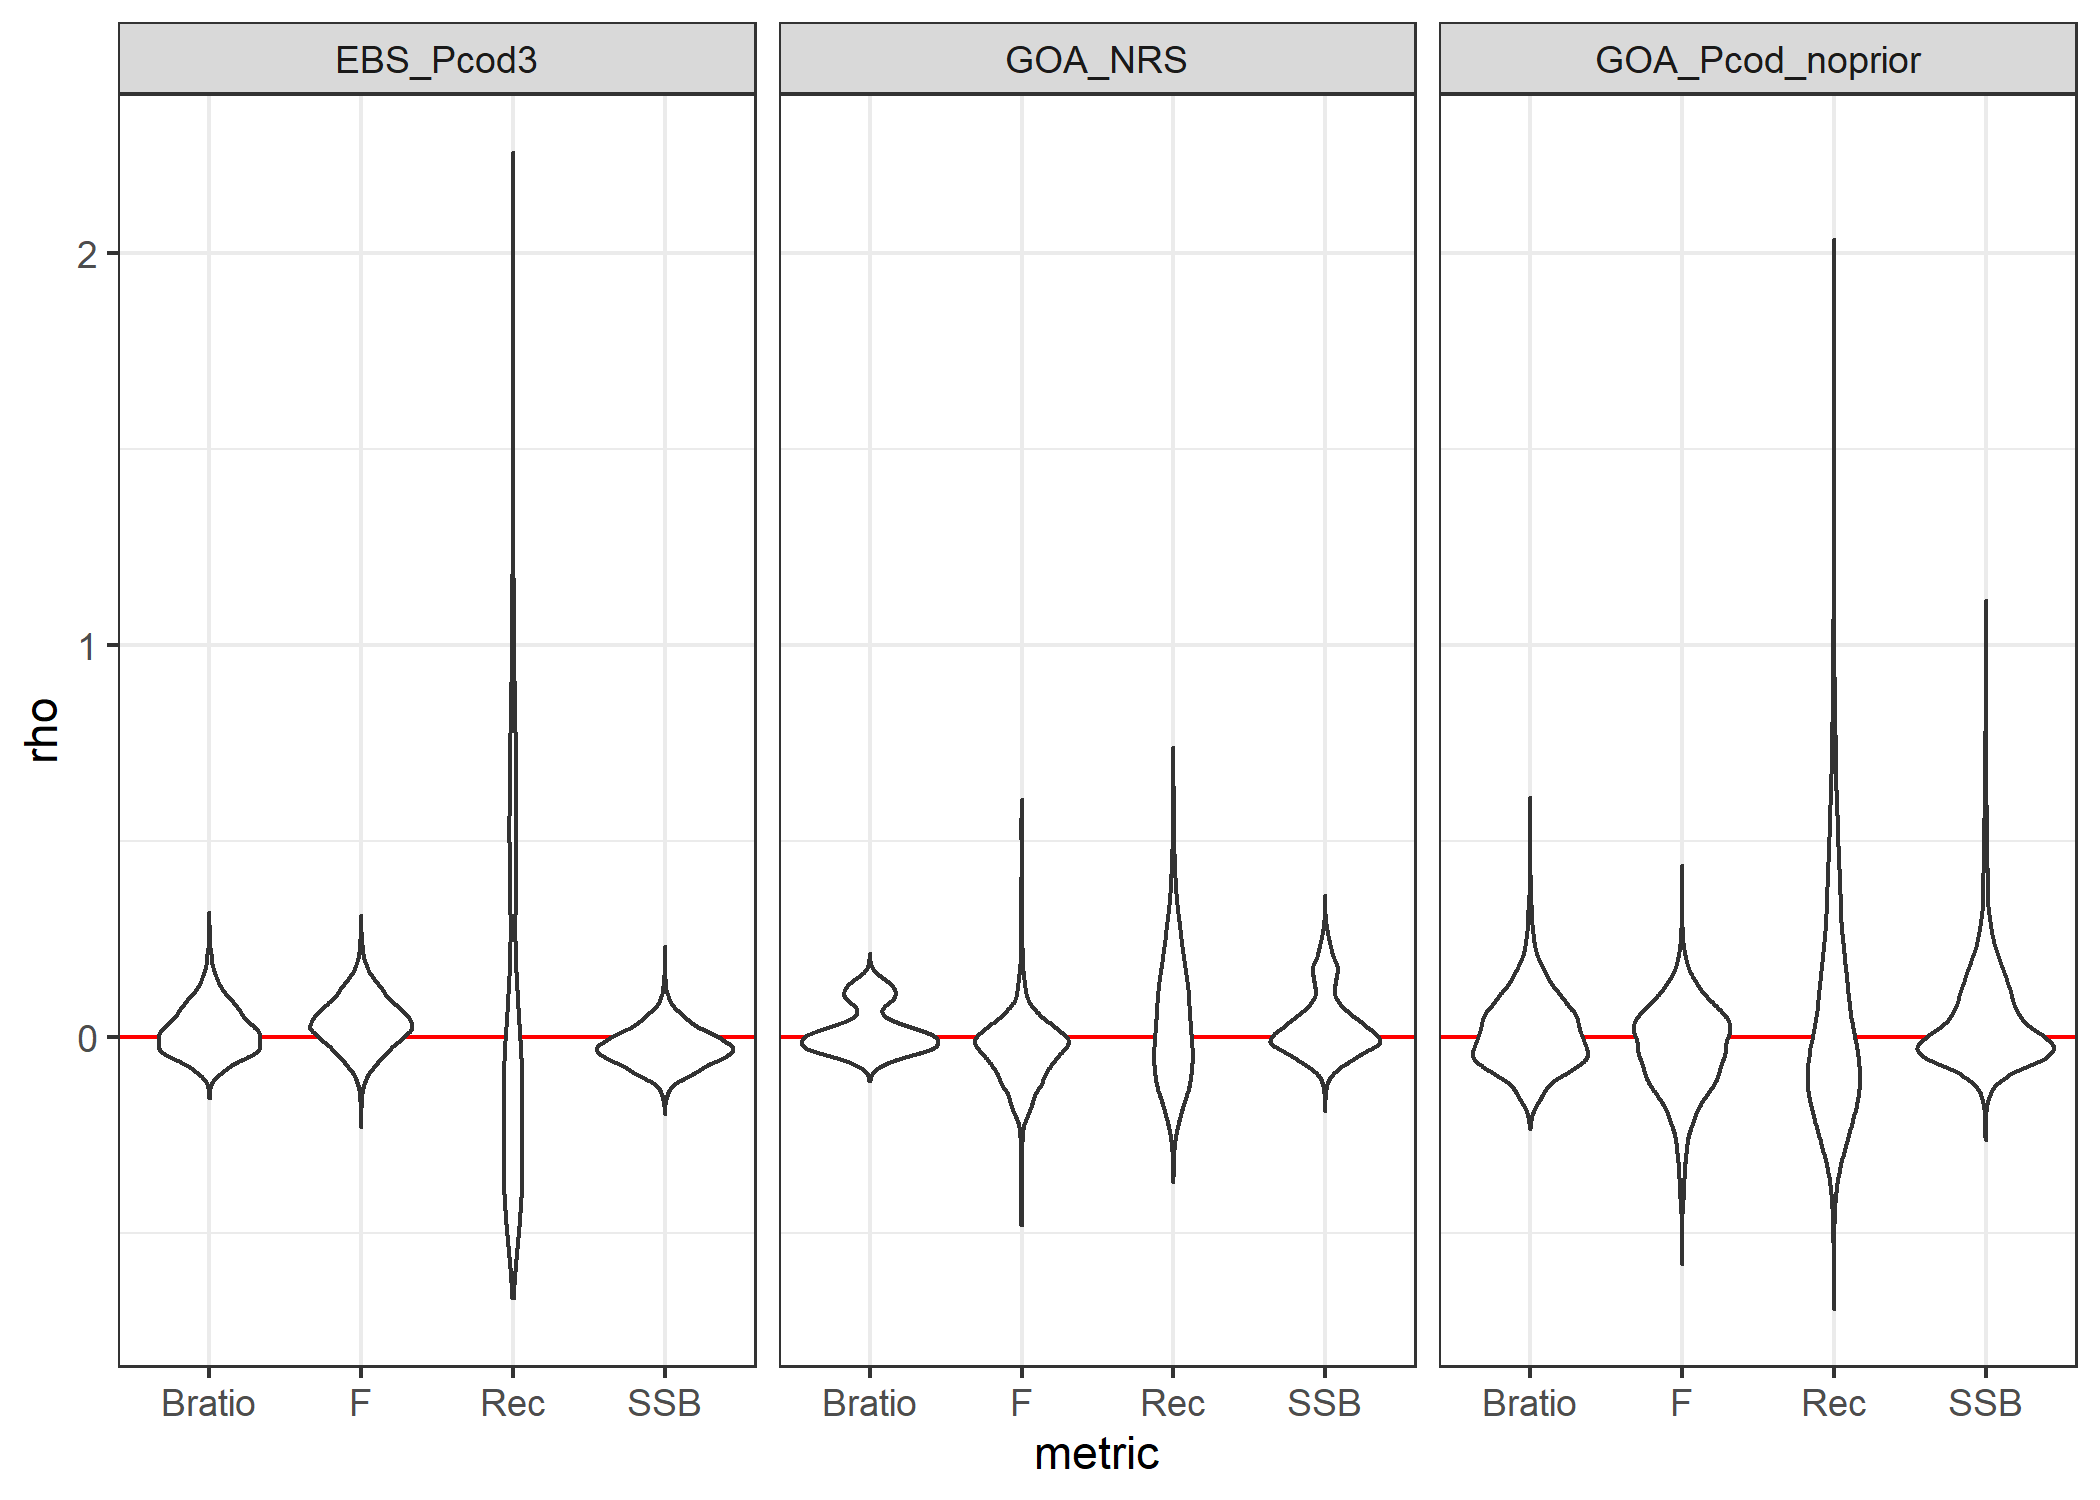 EBS_Pcod3 GOA_NRS GOA_Pcod_noprior
2
1
0
rho
Bratio F Rec SSB Bratio F Rec SSB Bratio F Rec SSB
metric